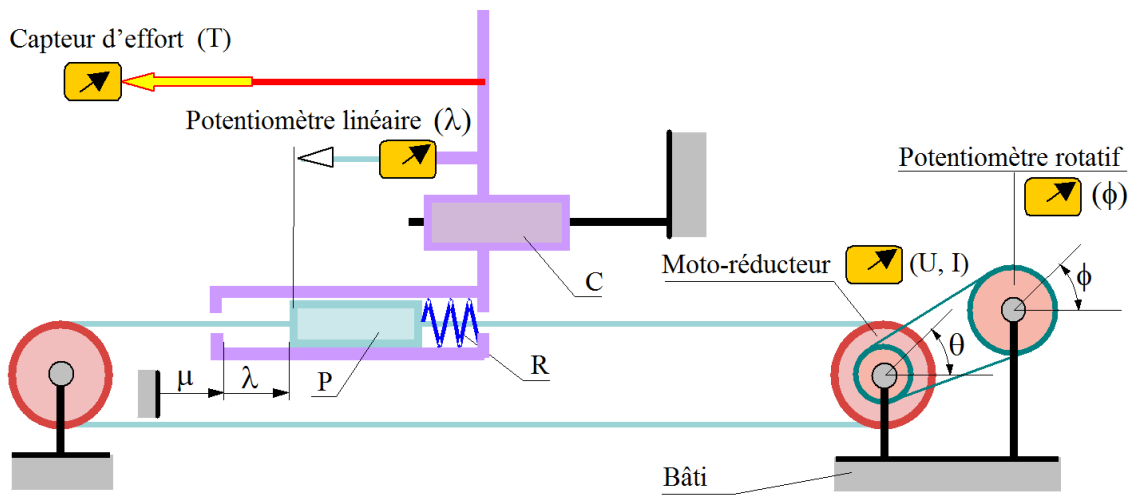 Capteur d'effort (T)
Potentiomètre linéaire (λ)
Potentiomètre rotatif
(ϕ)
Moto-réducteur
(U, I)
C
ϕ
θ
R
P
μ
λ
Bâti